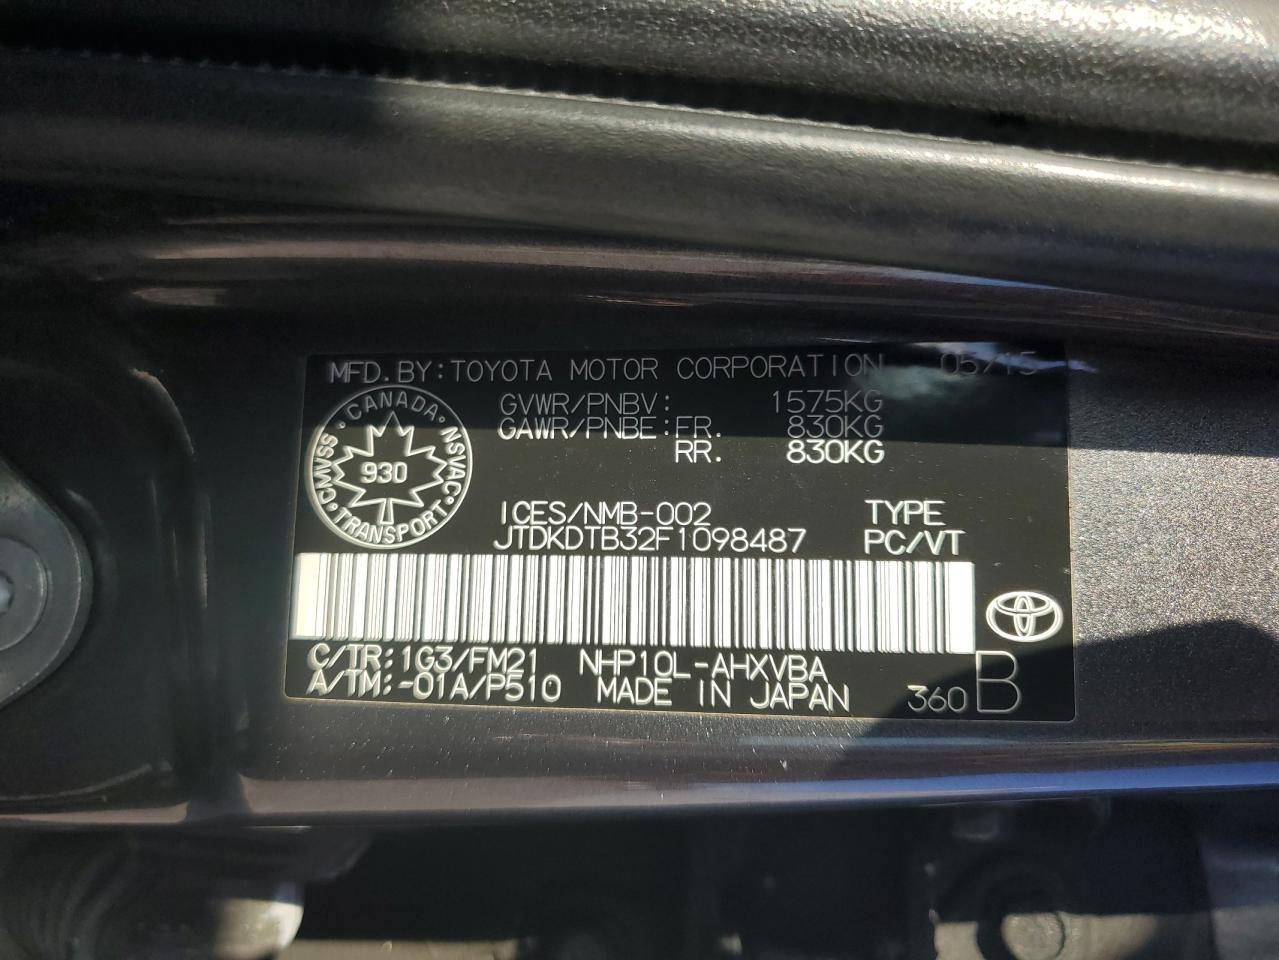 MFD. BY: TOYOTA MOTOR CORPORATION 05/15
GVWR/PNBV: 1575KG
GAWR/PNBE: FR. 830KG
RR. 830KG
CANADA
CMVSS NSVAC
930
TRANSPORT
ICES/NMB-002 TYPE
JTDKDTB32F1098487 PC/VT
C/TR: 1G3/FM21 NHP10L-AHXVBA
A/TM: -01A/P510 MADE IN JAPAN 360 B